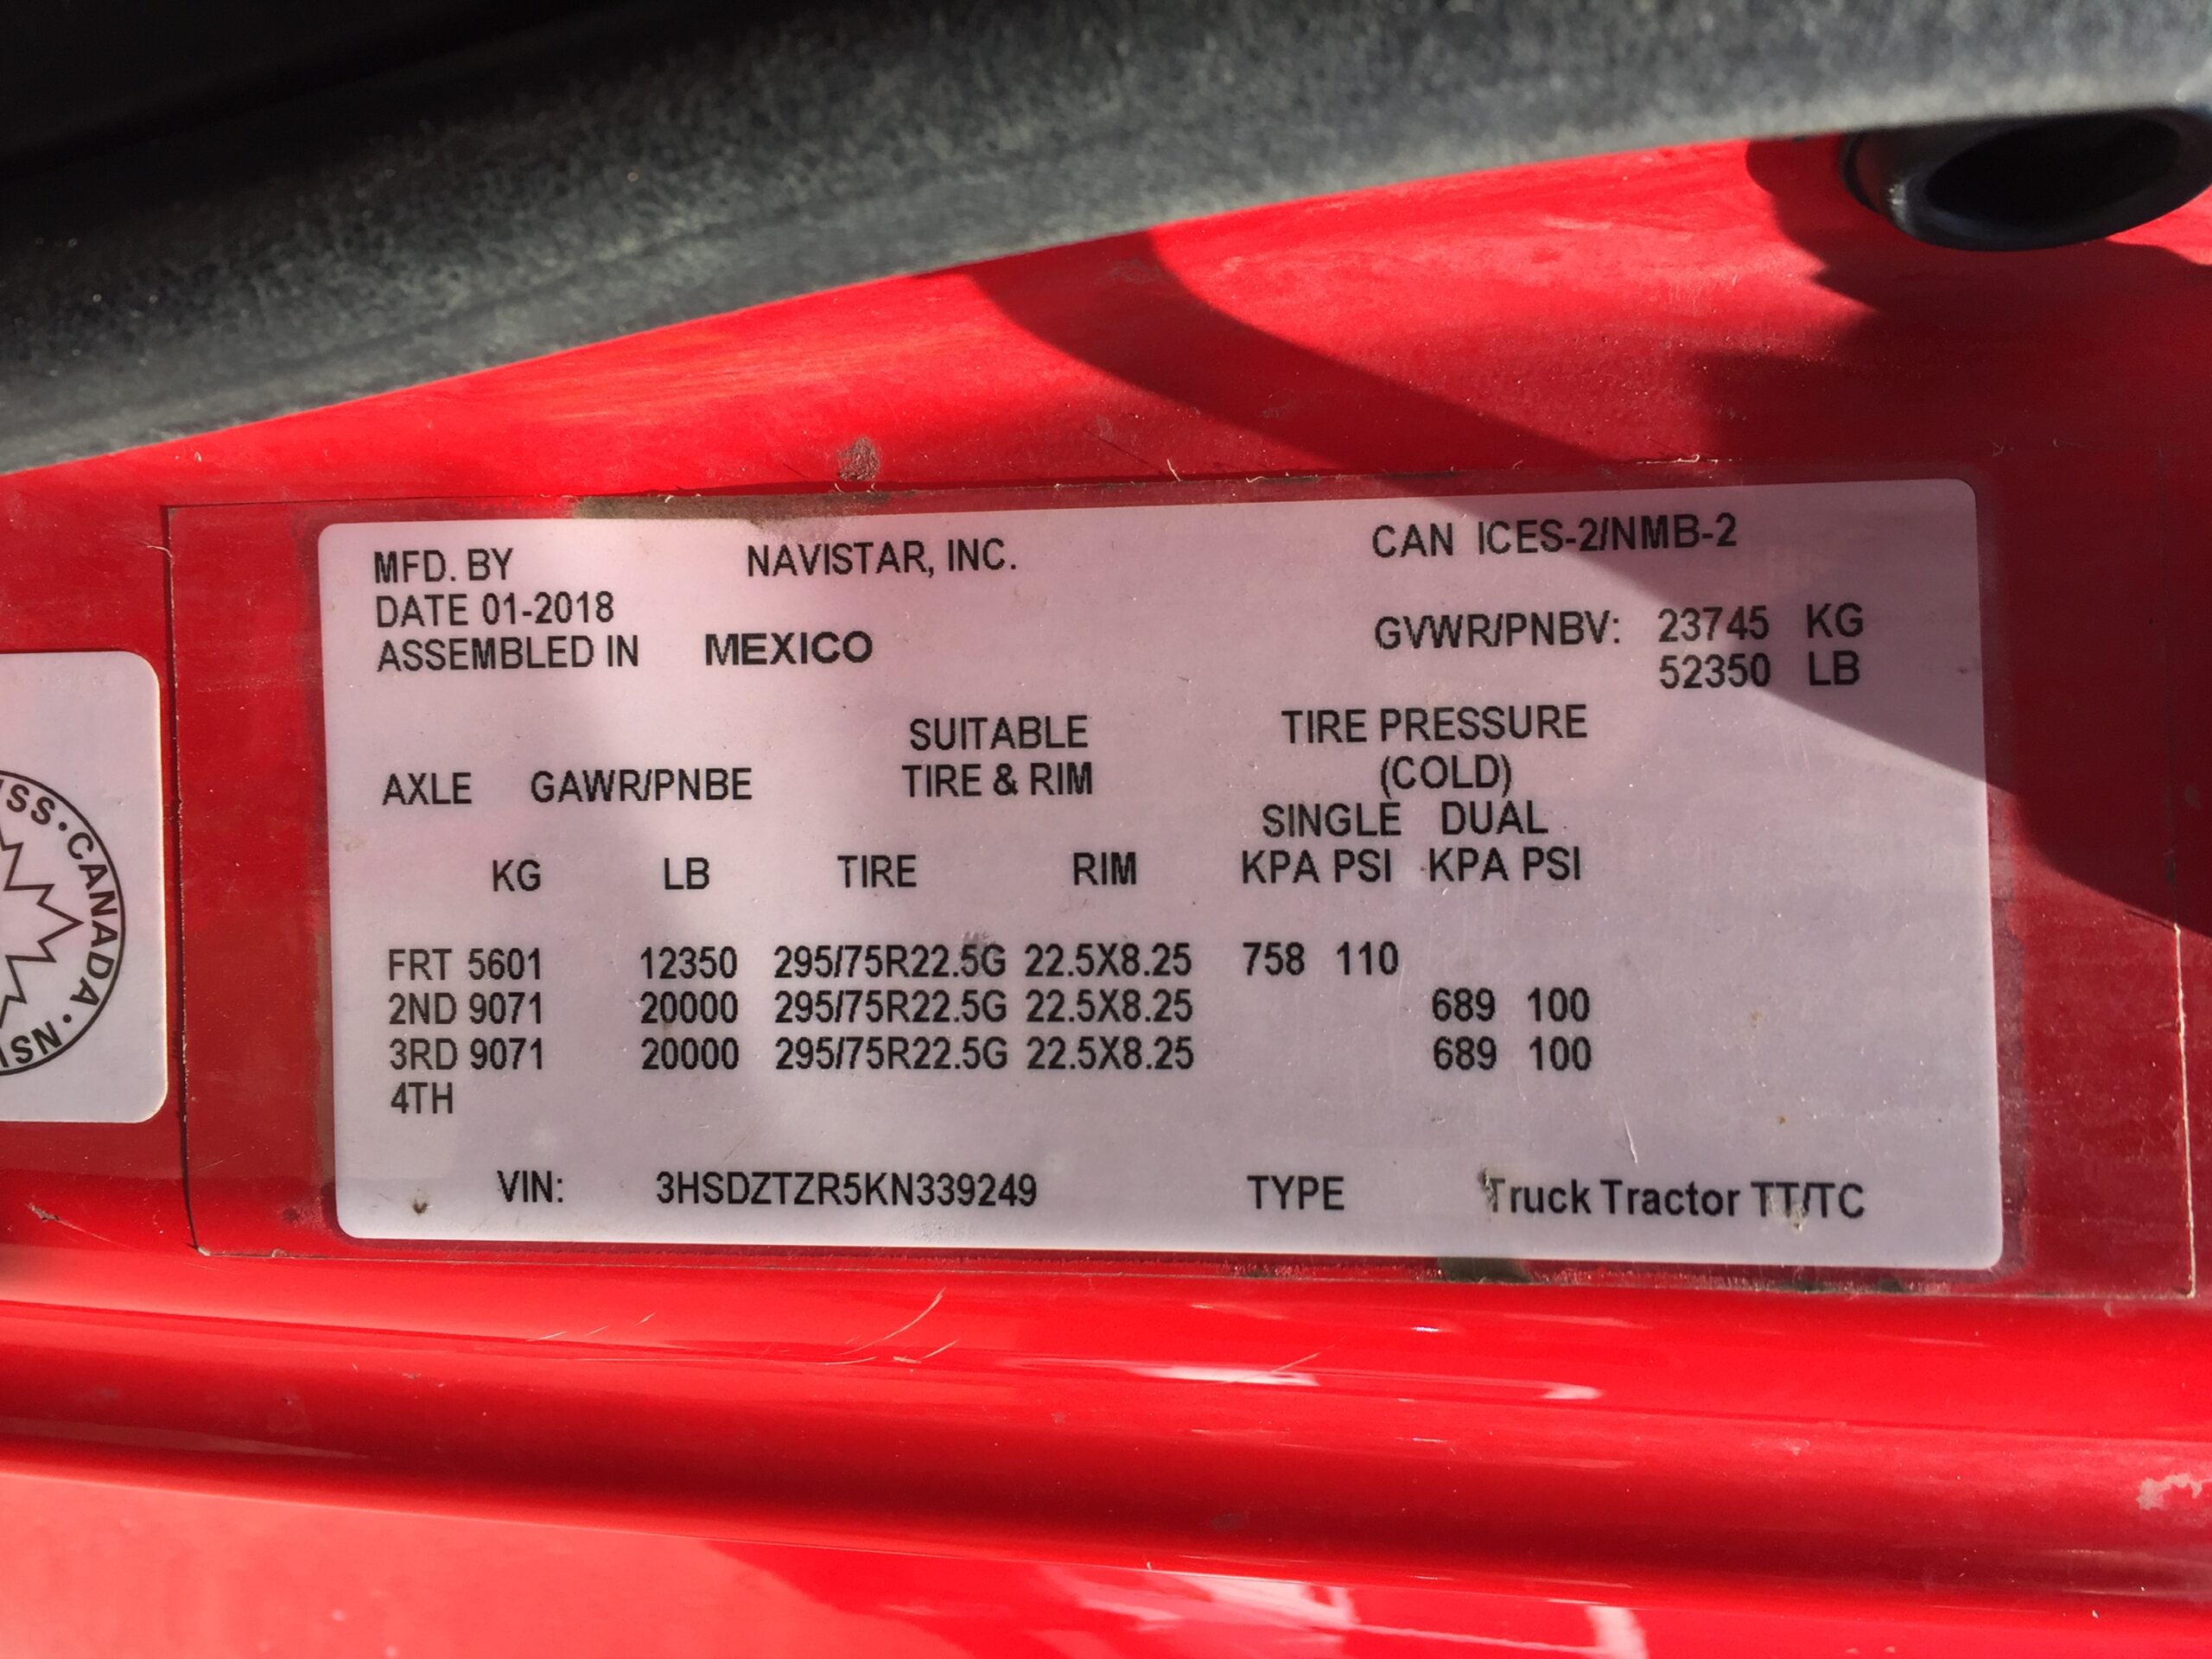 MFD. BY NAVISTAR, INC. CAN ICES-2/NMB-2
DATE 01-2018
ASSEMBLED IN MEXICO GVWR/PNBV: 23745 KG
52350 LB
SUITABLE TIRE PRESSURE
AXLE GAWR/PNBE TIRE & RIM (COLD)
SINGLE DUAL
KG LB TIRE RIM KPA PSI KPA PSI
FRT 5601 12350 295/75R22.5G 22.5X8.25 758 110
2ND 9071 20000 295/75R22.5G 22.5X8.25 689 100
3RD 9071 20000 295/75R22.5G 22.5X8.25 689 100
4TH
VIN: 3HSDZTZR5KN339249 TYPE Truck Tractor TT/TC
CANADA